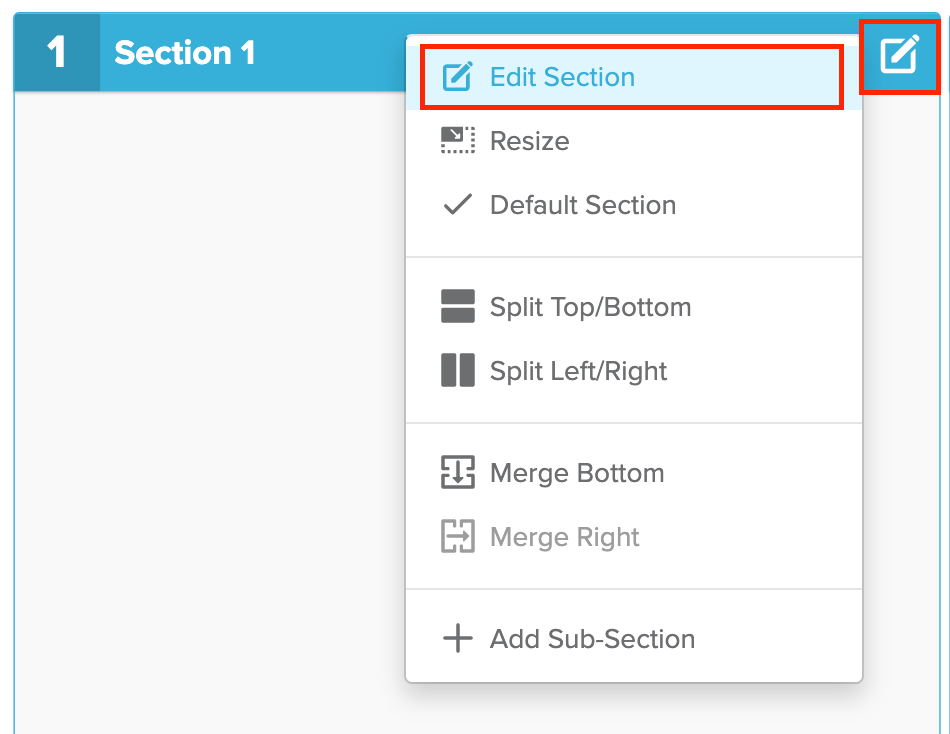 1 Section 1
Edit Section
Resize
Default Section
Split Top/Bottom
Split Left/Right
Merge Bottom
Merge Right
Add Sub-Section